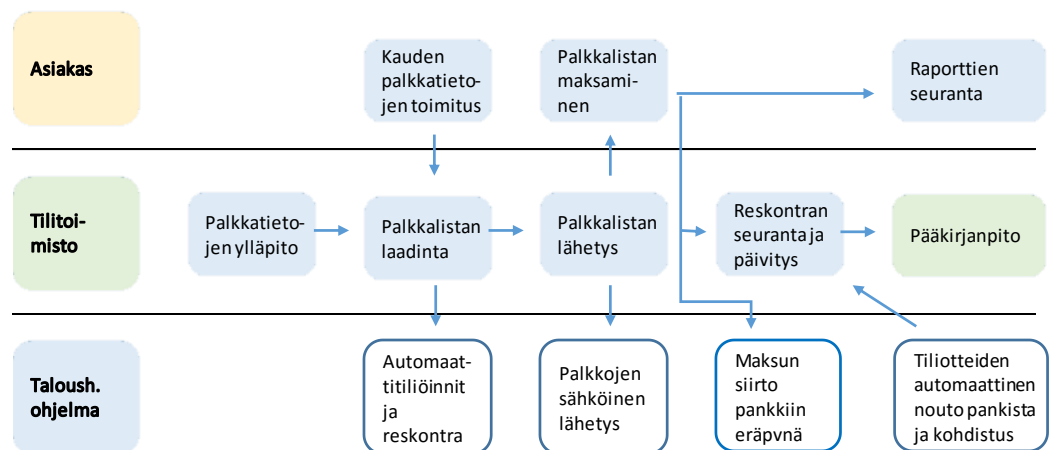 Asiakas
Kauden
palkkatieto-
jen toimitus
Palkkalistan
maksami-
nen
Raporttien
seuranta
Tilitoi-
misto
Palkkatieto-
jen ylläpito
Palkkalistan
laadinta
Palkkalistan
lähetys
Reskontran
seuranta ja
päivitys
Pääkirjanpito
Taloush.
ohjelma
Automaat-
titiliöinnit
ja
reskontra
Palkkojen
sähköinen
lähetys
Maksun
siirto
pankkiin
eräpvnä
Tiliotteiden
automaattinen
nouto pankista
ja kohdistus